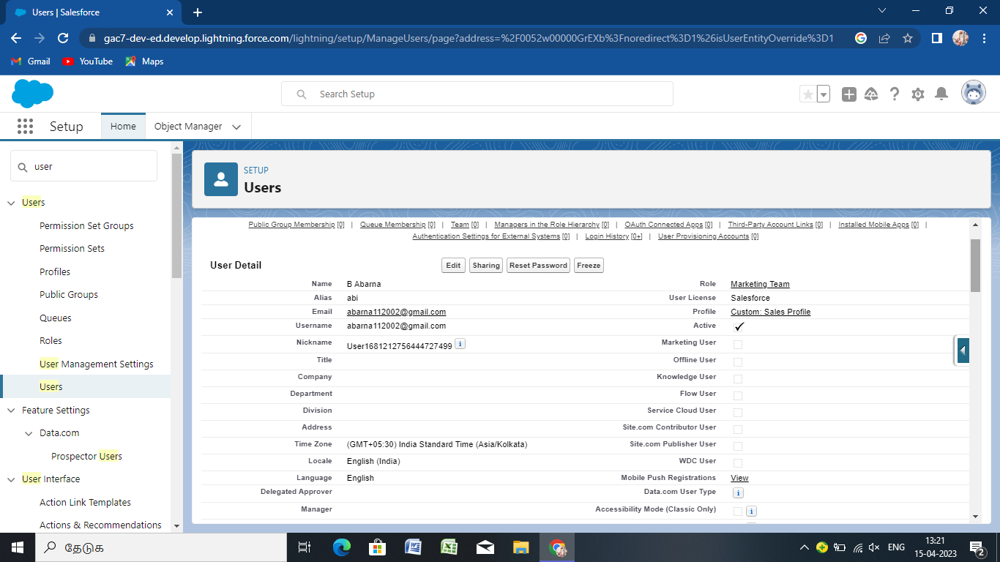 Users | Salesforce
gac7-dev-ed.develop.lightning.force.com/lightning/setup/ManageUsers/page?address=%2F0052w00000GrEXb%3Fnoredirect%3D1%26isUserEntityOverride%3D1
Gmail YouTube Maps
Search Setup
Setup Home Object Manager
user
Users
Permission Set Groups
Permission Sets
Profiles
Public Groups
Queues
Roles
User Management Settings
Users
Feature Settings
Data.com
Prospector Users
User Interface
Action Link Templates
Actions & Recommendations
SETUP
Users
Public Group Membership [0] | Queue Membership [0] | Team [0] | Managers in the Role Hierarchy [0] | OAuth Connected Apps [0] | Third-Party Account Links [0] | Installed Mobile Apps [0] |
Authentication Settings for External Systems [0] | Login History [0+] | User Provisioning Accounts [0]
User Detail Edit Sharing Reset Password Freeze
Name B Abarna Role Marketing Team
Alias abi User License Salesforce
Email abarna112002@gmail.com Profile Custom: Sales Profile
Username abarna112002@gmail.com Active
Nickname User1681212756444727499 i Marketing User
Title Offline User
Company Knowledge User
Department Flow User
Division Service Cloud User
Address Site.com Contributor User
Time Zone (GMT+05:30) India Standard Time (Asia/Kolkata) Site.com Publisher User
Locale English (India) WDC User
Language English Mobile Push Registrations View
Delegated Approver Data.com User Type i
Manager Accessibility Mode (Classic Only) i
தேடுக
ENG
13:21
15-04-2023
2